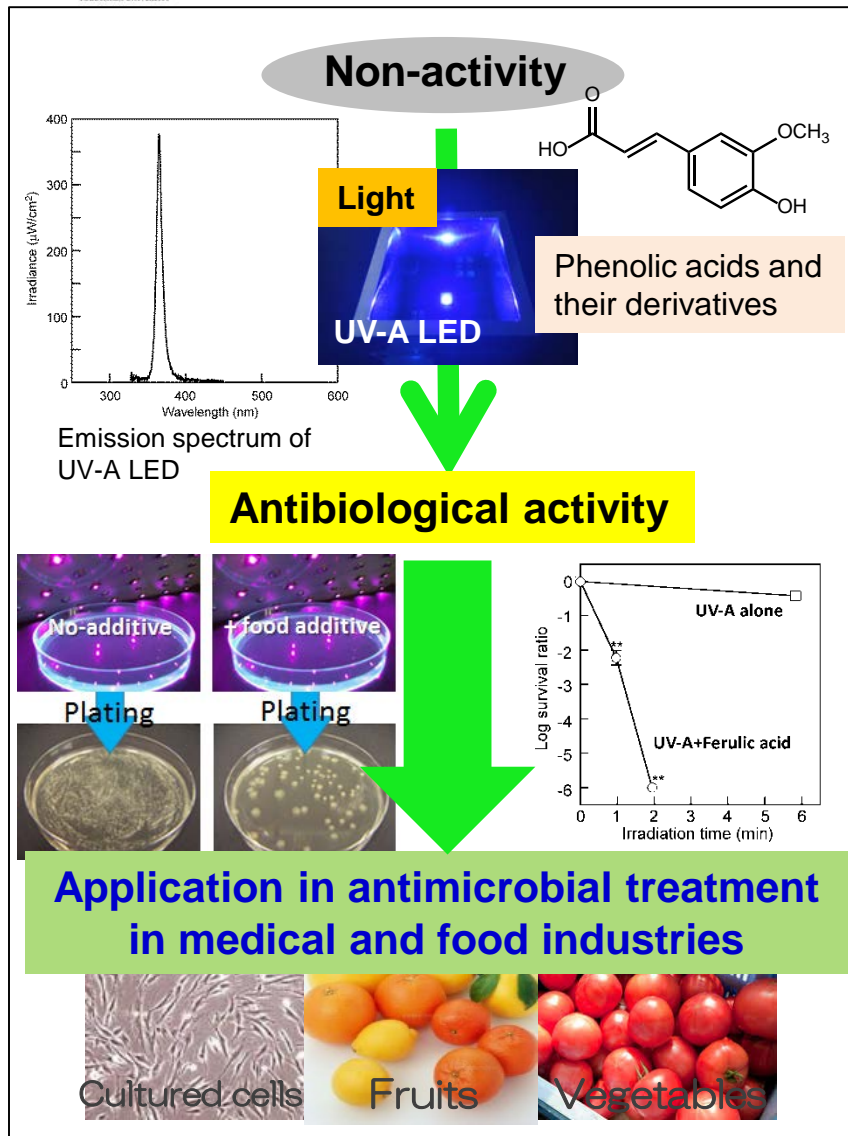 Non-activity
400
300
200
100
0
Irradiance (µW/cm2)
300
400
500
600
Wavelength (nm)
Emission spectrum of
UV-A LED
Light
UV-A LED
O
HO
OCH3
OH
Phenolic acids and
their derivatives
Antibiological activity
No-additive
+ food additive
Plating
Plating
0
-1
-2
-3
-4
-5
-6
Log survival ratio
UV-A alone
**
UV-A+Ferulic acid
**
0
1
2
3
4
5
6
Irradiation time (min)
Application in antimicrobial treatment
in medical and food industries
Cultured cells
Fruits
Vegetables